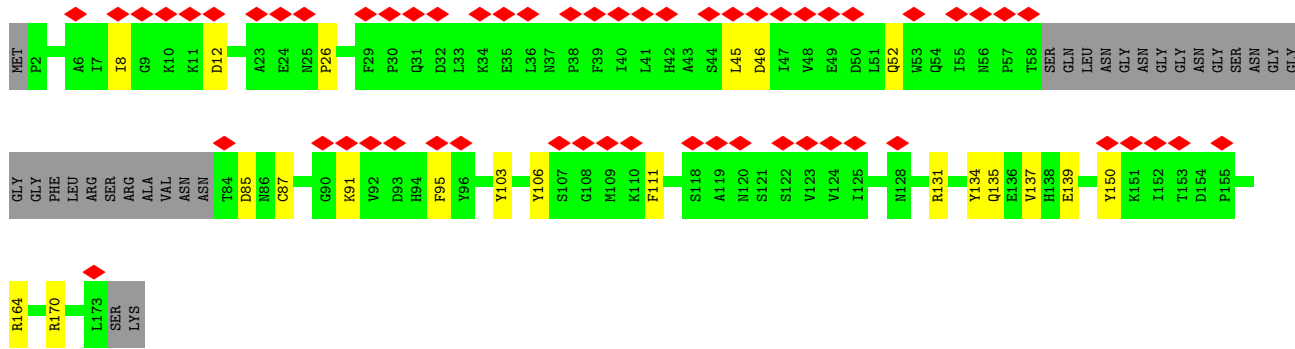 MET P2 A6 I7 I8 G9 K10 K11 D12 A23 E24 N25 P26 F29 P30 Q31 D32 L33 K34 E35 L36 N37 P38 F39 I40 L41 H42 A43 S44 L45 D46 I47 V48 E49 D50 L51 Q52 W53 Q54 I55 N56 P57 T58 SER GLN LEU ASN GLY ASN GLY GLY ASN GLY SER ASN GLY GLY
GLY GLY PHE LEU ARG SER ARG ALA VAL ASN ASN T84 D85 N86 C87 G90 K91 V92 D93 H94 F95 Y96 Y103 Y106 S107 G108 M109 K110 F111 S118 A119 N120 S121 S122 V123 V124 I125 N128 R131 Y134 Q135 E136 V137 H138 E139 Y150 K151 I152 T153 D154 P155
R164 R170 L173 SER LYS